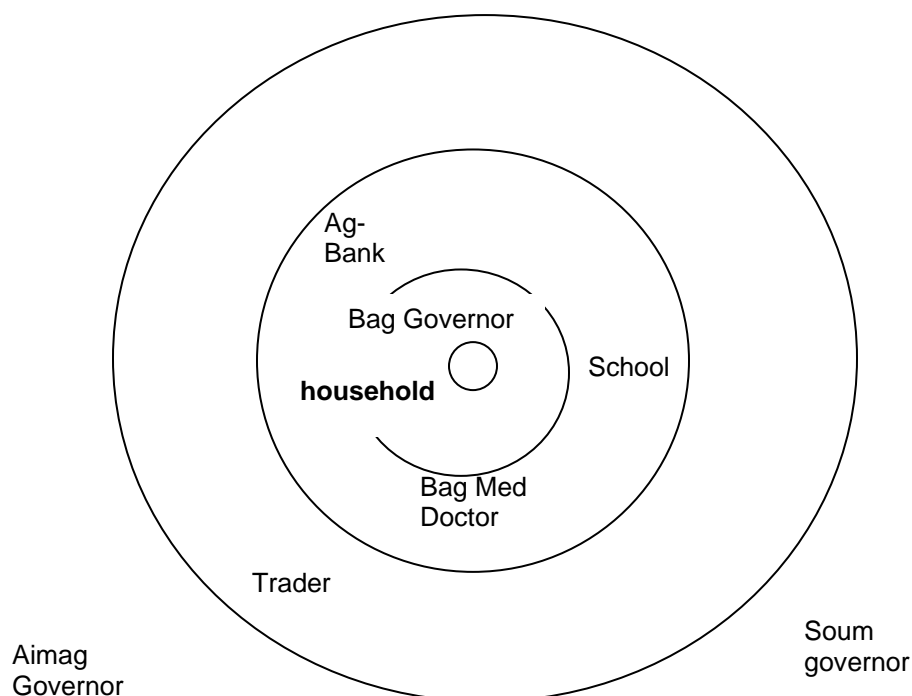 Ag-
Bank
Bag Governor
School
household
Bag Med
Doctor
Trader
Soum
governor
Aimag
Governor